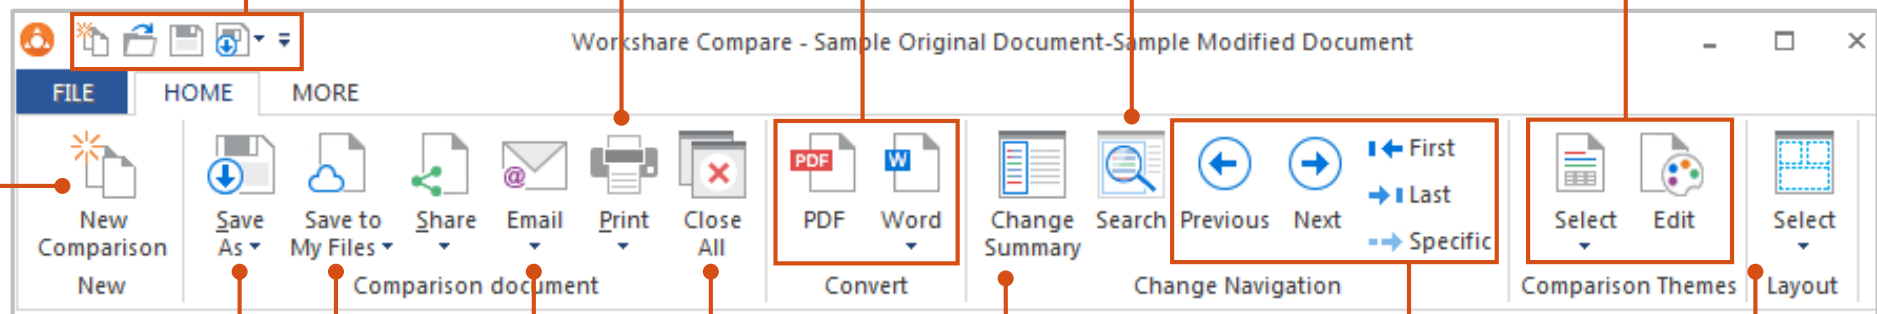 Workshare Compare - Sample Original Document-Sample Modified Document
FILE HOME MORE
New Comparison
Save As
Save to My Files
Share
Email
Print
Close All
PDF
PDF
W
Word
Change Summary
Search
Previous
Next
First
Last
Specific
Select
Edit
Select
New
Comparison document
Convert
Change Navigation
Comparison Themes
Layout